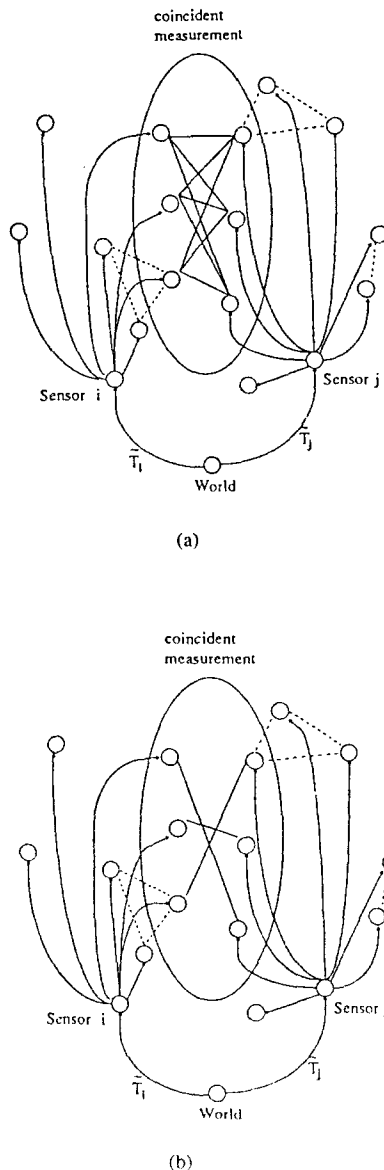 coincident
measurement
Sensor i
Sensor j
T̃i
T̃j
World
(a)
coincident
measurement
Sensor i
Sensor
T̃i
T̃j
World
(b)